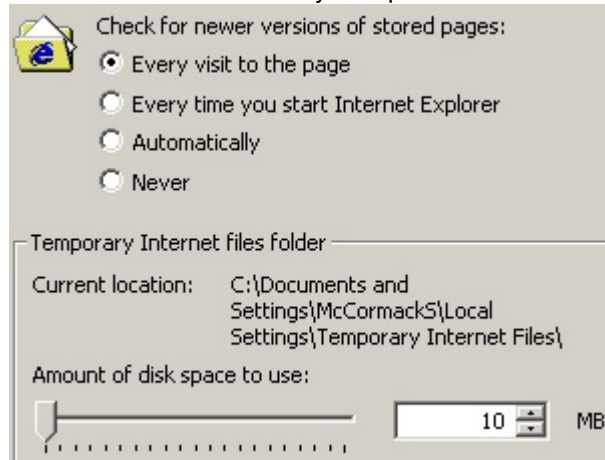 Check for newer versions of stored pages:
Every visit to the page
Every time you start Internet Explorer
Automatically
Never
Temporary Internet files folder
Current location: C:\Documents and
Settings\McCormackS\Local
Settings\Temporary Internet Files\
Amount of disk space to use:
10 MB